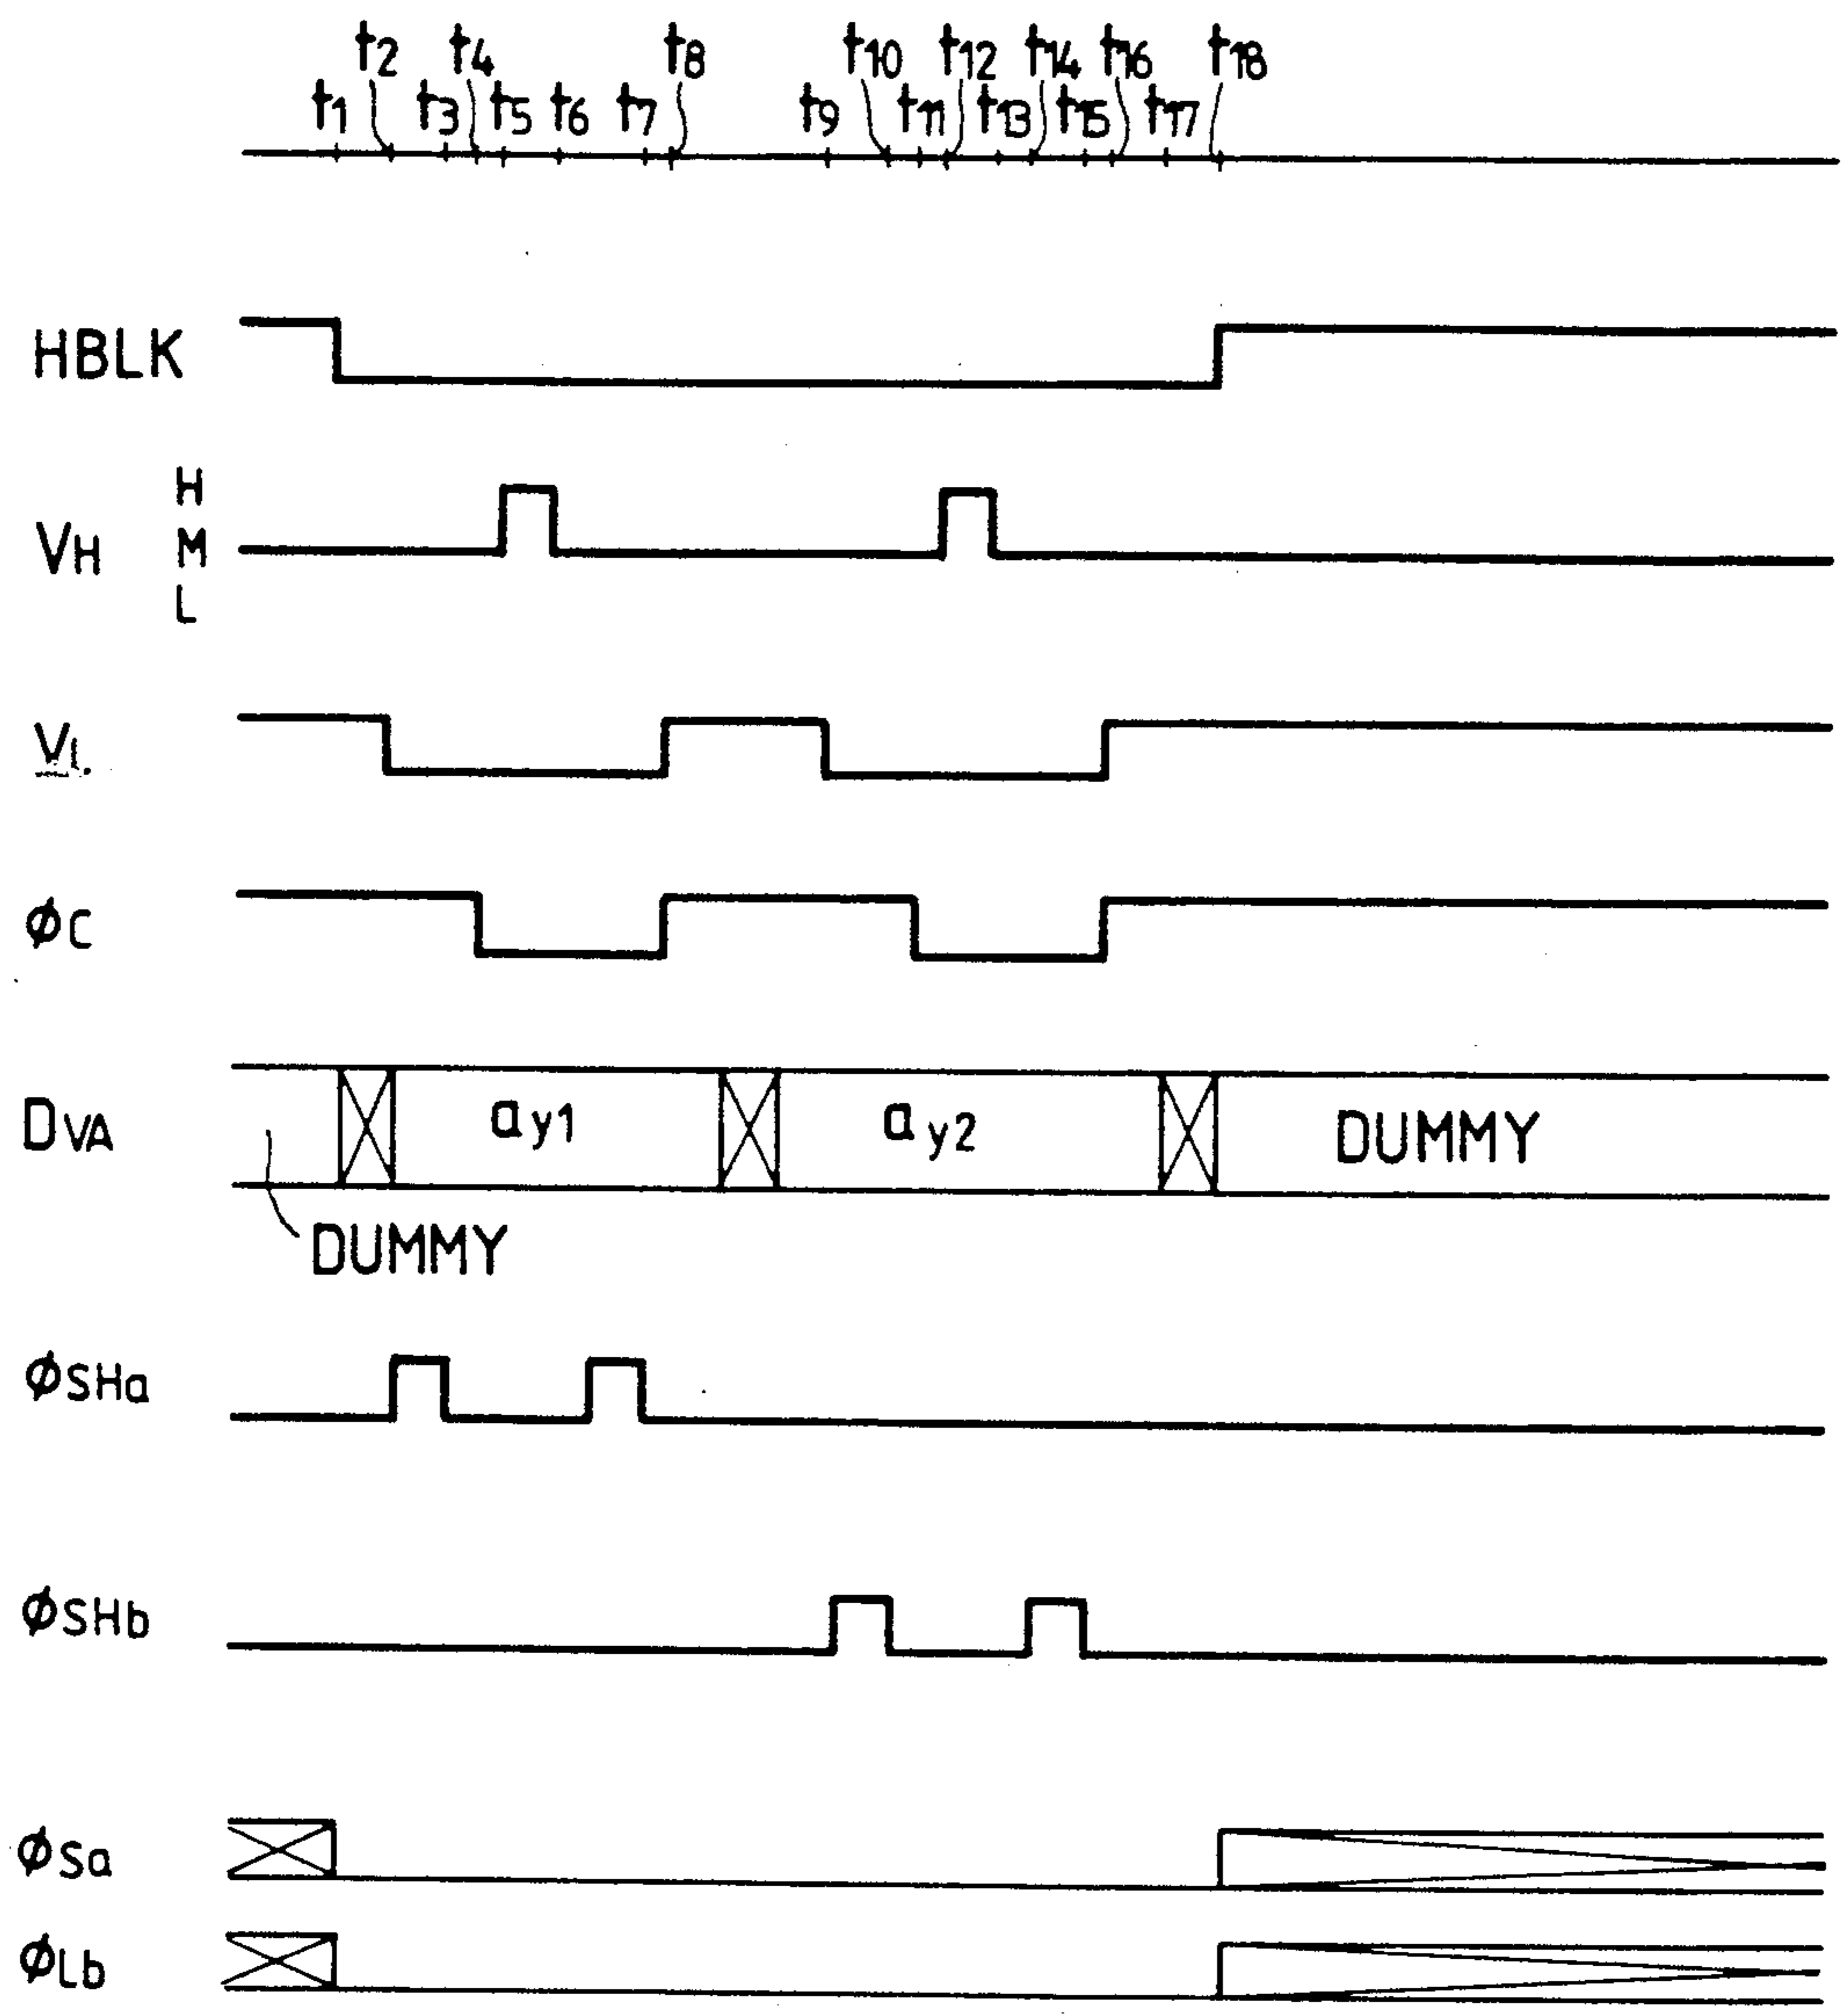 t2 t4 t8 t10 t12 t14 t16 t18
t1 t3 t5 t6 t7 t9 t11 t13 t15 t17
HBLK
H
VH M
L
VL
φC
DVA ay1 ay2 DUMMY
DUMMY
φSHa
φSHb
φSa
φLb